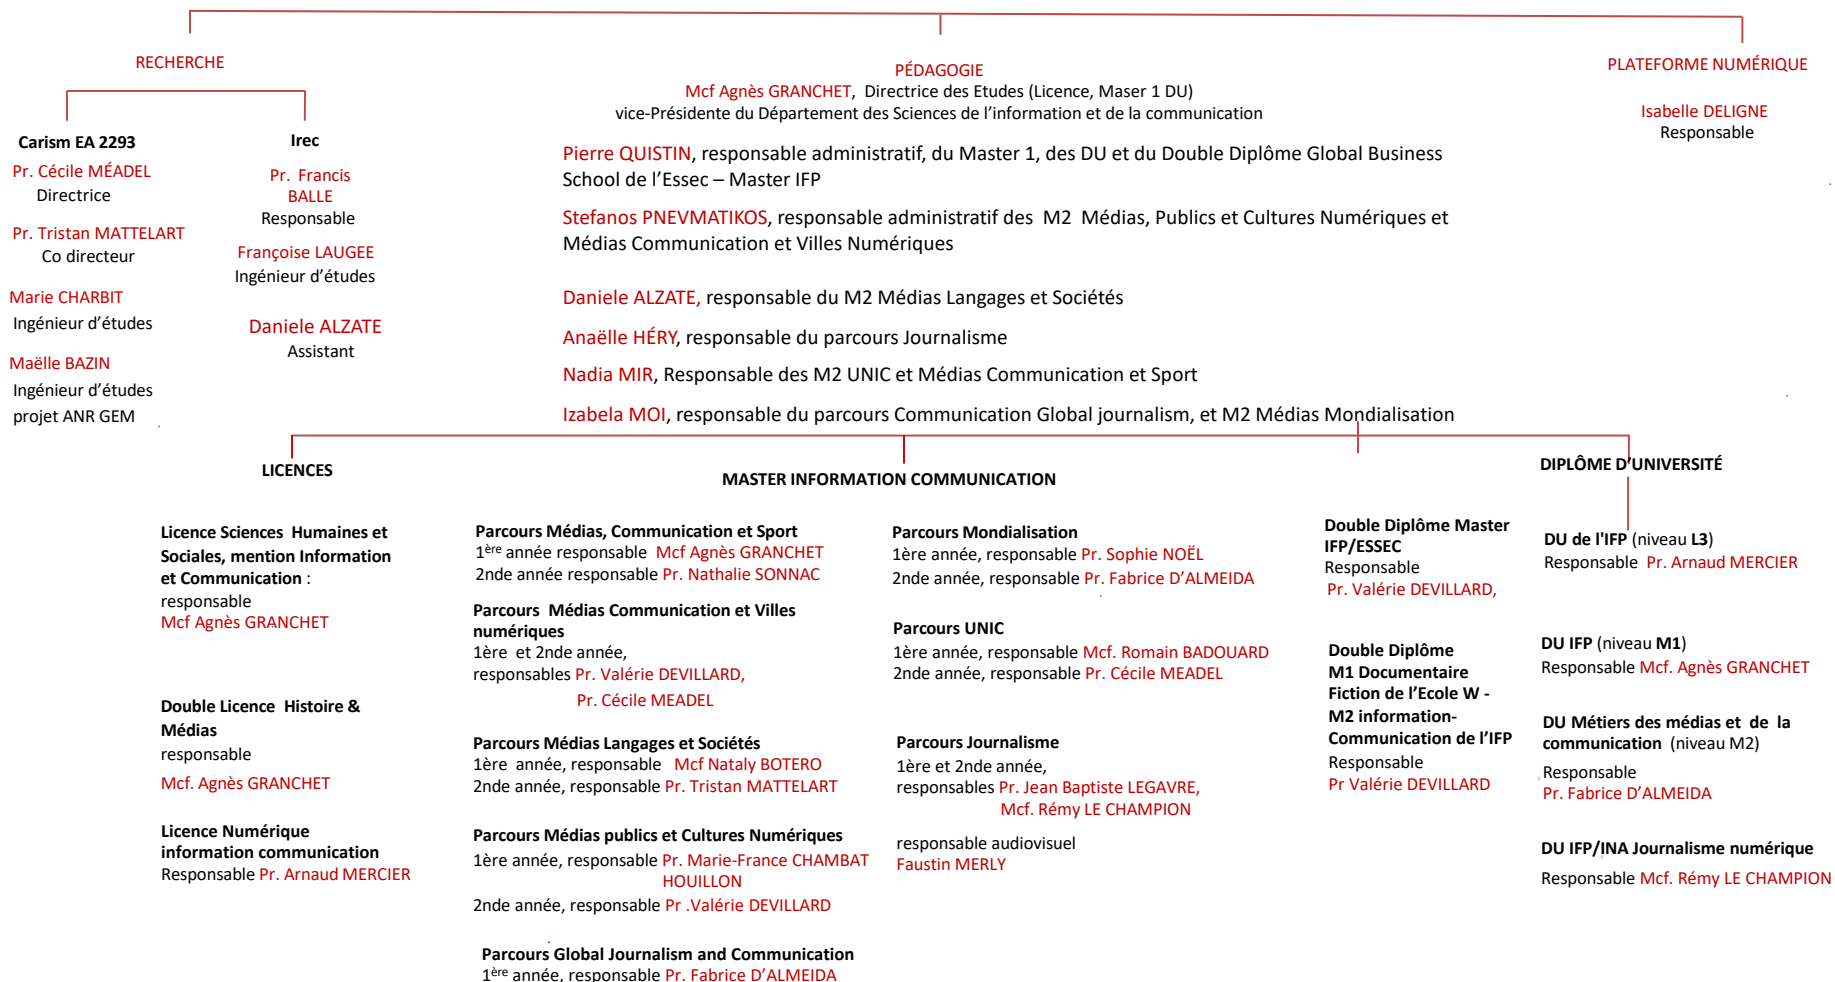 RECHERCHE
Carism EA 2293
Pr. Cécile MÉADEL
Directrice
Pr. Tristan MATTELART
Co directeur
Marie CHARBIT
Ingénieur d’études
Maëlle BAZIN
Ingénieur d’études
projet ANR GEM
Irec
Pr. Francis
BALLE
Responsable
Françoise LAUGEE
Ingénieur d’études
Daniele ALZATE
Assistant
PÉDAGOGIE
Mcf Agnès GRANCHET, Directrice des Etudes (Licence, Maser 1 DU)
vice-Présidente du Département des Sciences de l’information et de la communication
Pierre QUISTIN, responsable administratif, du Master 1, des DU et du Double Diplôme Global Business
School de l’Essec – Master IFP
Stefanos PNEVMATIKOS, responsable administratif des M2 Médias, Publics et Cultures Numériques et
Médias Communication et Villes Numériques
Daniele ALZATE, responsable du M2 Médias Langages et Sociétés
Anaëlle HÉRY, responsable du parcours Journalisme
Nadia MIR, Responsable des M2 UNIC et Médias Communication et Sport
Izabela MOI, responsable du parcours Communication Global journalism, et M2 Médias Mondialisation
PLATEFORME NUMÉRIQUE
Isabelle DELIGNE
Responsable
LICENCES
Licence Sciences Humaines et
Sociales, mention Information
et Communication :
responsable
Mcf Agnès GRANCHET
Double Licence Histoire &
Médias
responsable
Mcf. Agnès GRANCHET
Licence Numérique
information communication
Responsable Pr. Arnaud MERCIER
MASTER INFORMATION COMMUNICATION
Parcours Médias, Communication et Sport
1ère année responsable Mcf Agnès GRANCHET
2nde année responsable Pr. Nathalie SONNAC
Parcours Médias Communication et Villes
numériques
1ère et 2nde année,
responsables Pr. Valérie DEVILLARD,
Pr. Cécile MEADEL
Parcours Médias Langages et Sociétés
1ère année, responsable Mcf Nataly BOTERO
2nde année, responsable Pr. Tristan MATTELART
Parcours Médias publics et Cultures Numériques
1ère année, responsable Pr. Marie-France CHAMBAT
HOUILLON
2nde année, responsable Pr .Valérie DEVILLARD
Parcours Global Journalism and Communication
1ère année, responsable Pr. Fabrice D’ALMEIDA
Parcours Mondialisation
1ère année, responsable Pr. Sophie NOËL
2nde année, responsable Pr. Fabrice D’ALMEIDA
Parcours UNIC
1ère année, responsable Mcf. Romain BADOUARD
2nde année, responsable Pr. Cécile MEADEL
Parcours Journalisme
1ère et 2nde année,
responsables Pr. Jean Baptiste LEGAVRE,
Mcf. Rémy LE CHAMPION
responsable audiovisuel
Faustin MERLY
Double Diplôme Master
IFP/ESSEC
Responsable
Pr. Valérie DEVILLARD,
Double Diplôme
M1 Documentaire
Fiction de l’Ecole W -
M2 information-
Communication de l’IFP
Responsable
Pr Valérie DEVILLARD
DIPLÔME D’UNIVERSITÉ
DU de l'IFP (niveau L3)
Responsable Pr. Arnaud MERCIER
DU IFP (niveau M1)
Responsable Mcf. Agnès GRANCHET
DU Métiers des médias et de la
communication (niveau M2)
Responsable
Pr. Fabrice D’ALMEIDA
DU IFP/INA Journalisme numérique
Responsable Mcf. Rémy LE CHAMPION